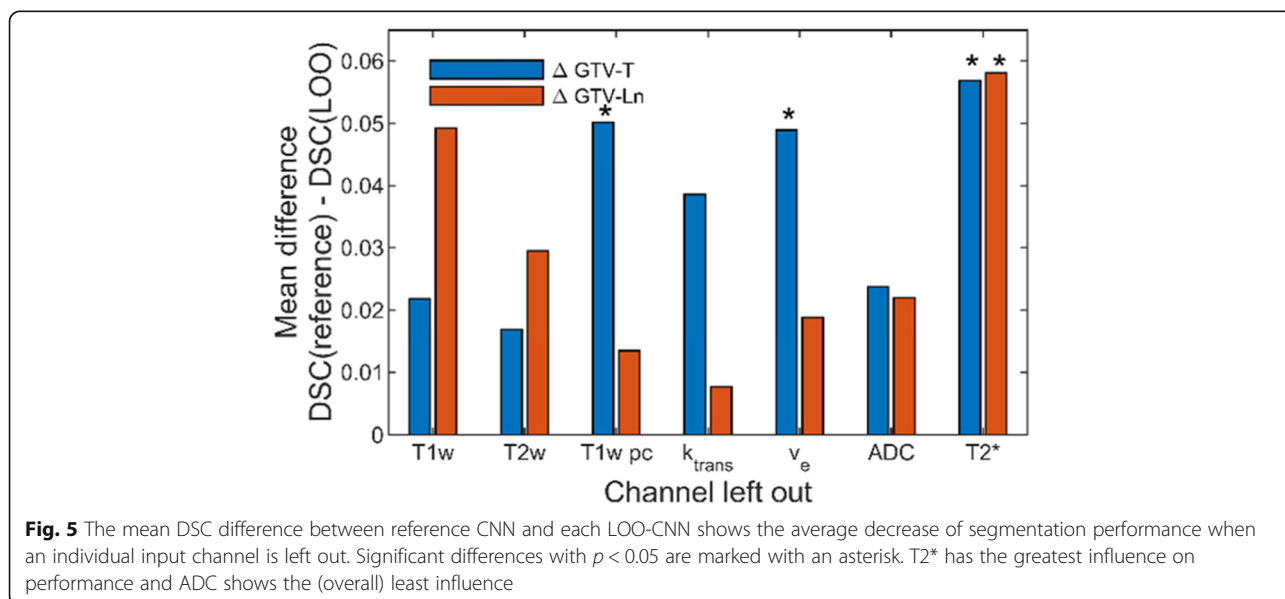 Mean difference
DSC(reference) - DSC(LOO)
0.06
0.05
0.04
0.03
0.02
0.01
0
Δ GTV-T
Δ GTV-Ln
*
*
* *
T1w T2w T1w pc k_trans v_e ADC T2*
Channel left out
Fig. 5 The mean DSC difference between reference CNN and each LOO-CNN shows the average decrease of segmentation performance when
an individual input channel is left out. Significant differences with p < 0.05 are marked with an asterisk. T2* has the greatest influence on
performance and ADC shows the (overall) least influence